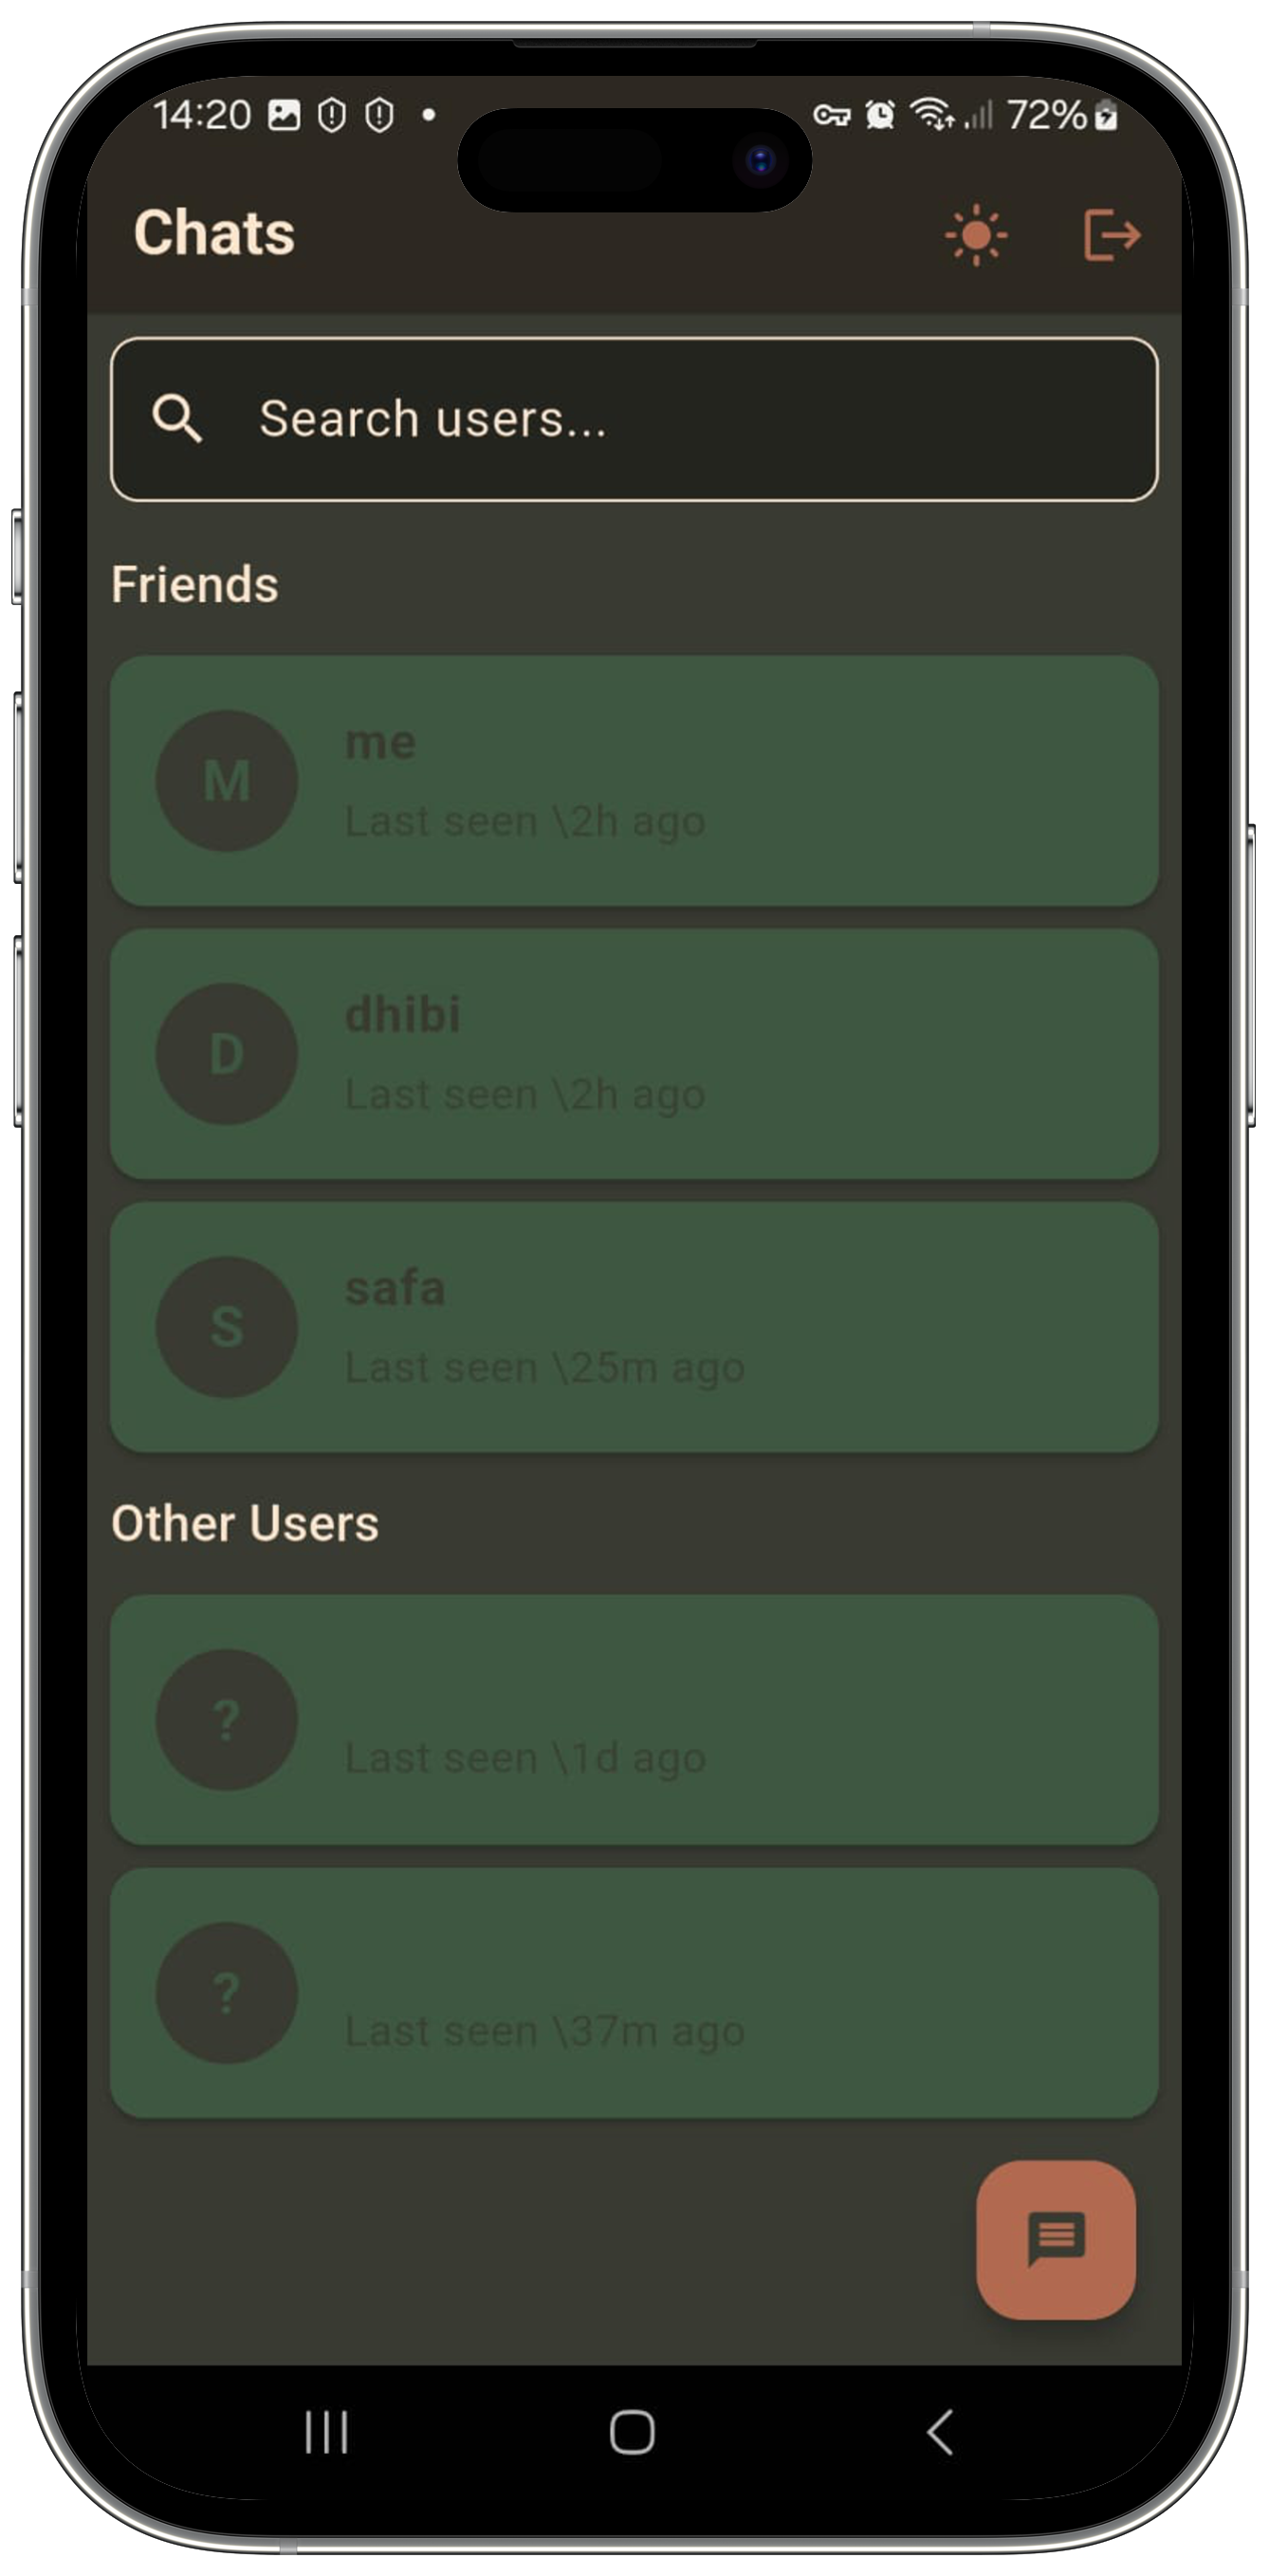 14:20
72%
Chats
Search users...
Friends
M
me
Last seen \2h ago
D
dhibi
Last seen \2h ago
S
safa
Last seen \25m ago
Other Users
?
Last seen \1d ago
?
Last seen \37m ago